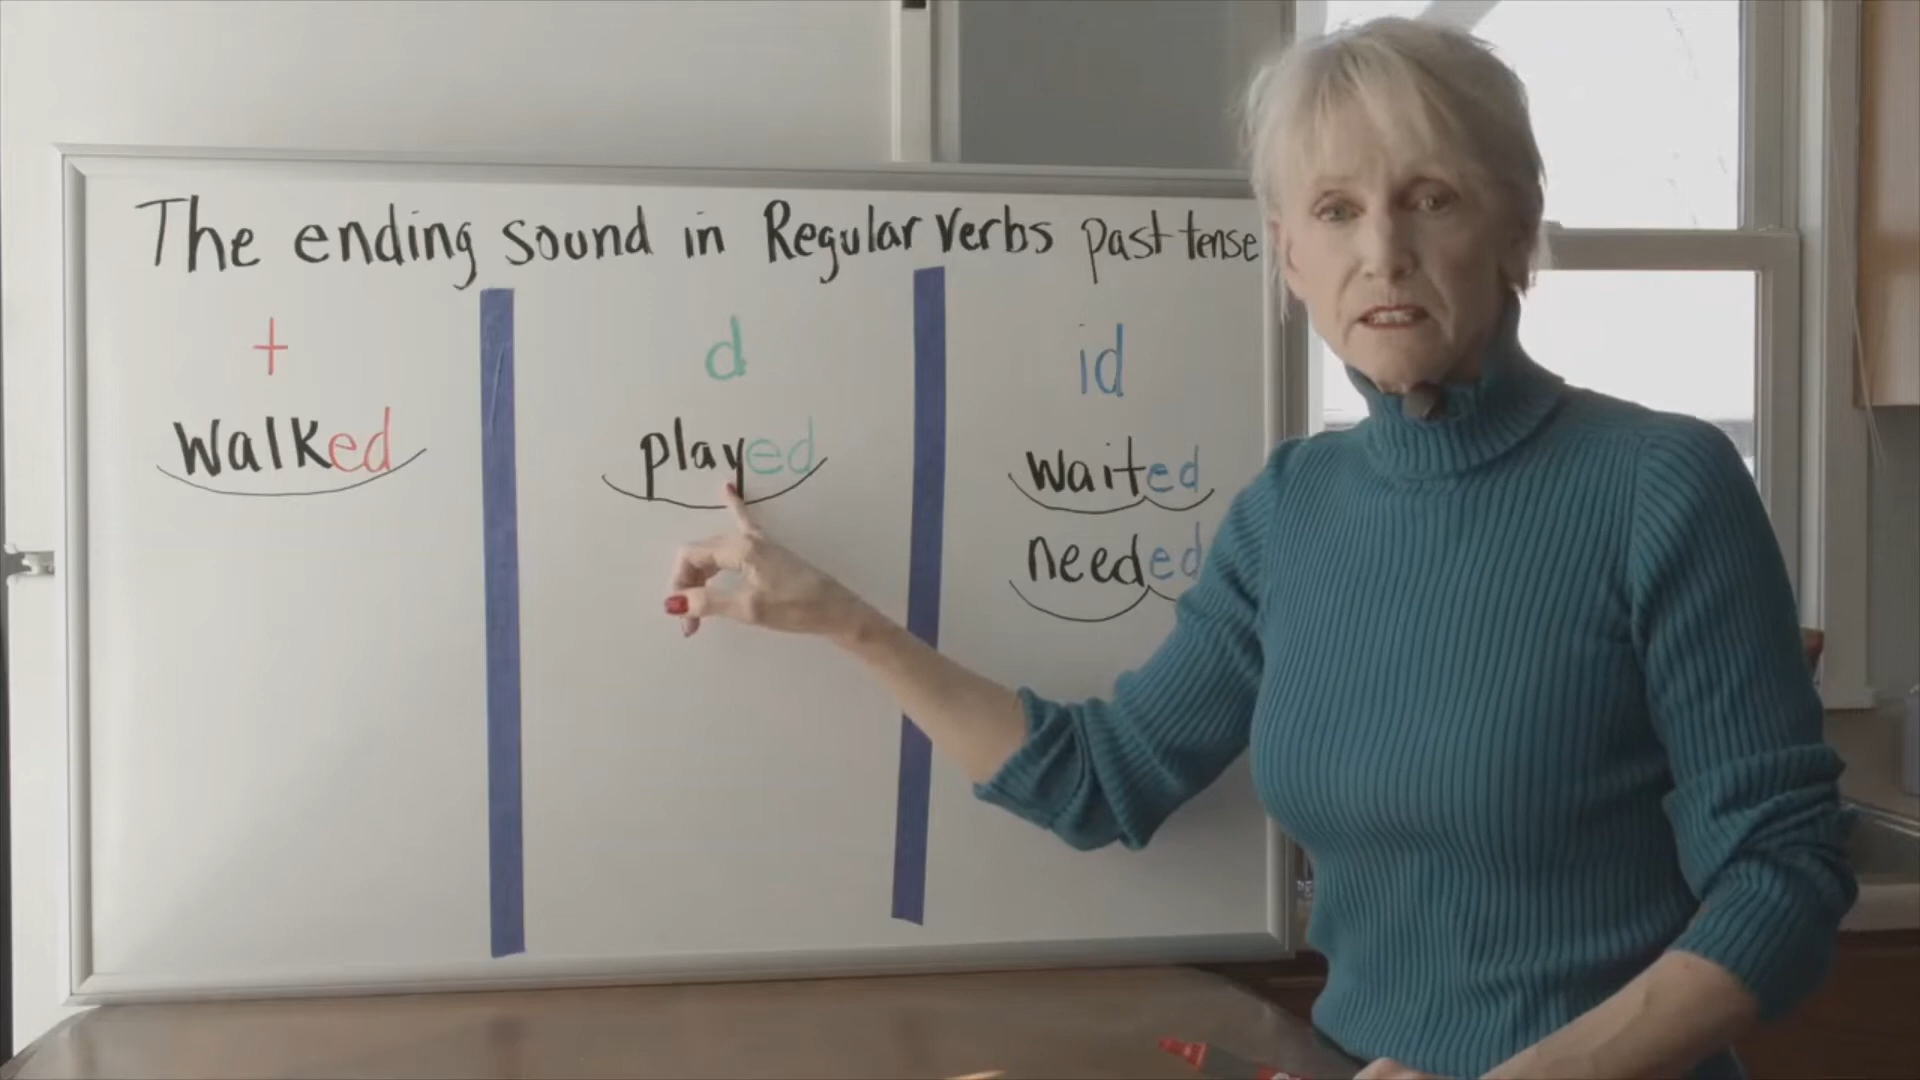 The ending sound in Regular Verbs past tense
t
walked
d
played
id
waited
needed